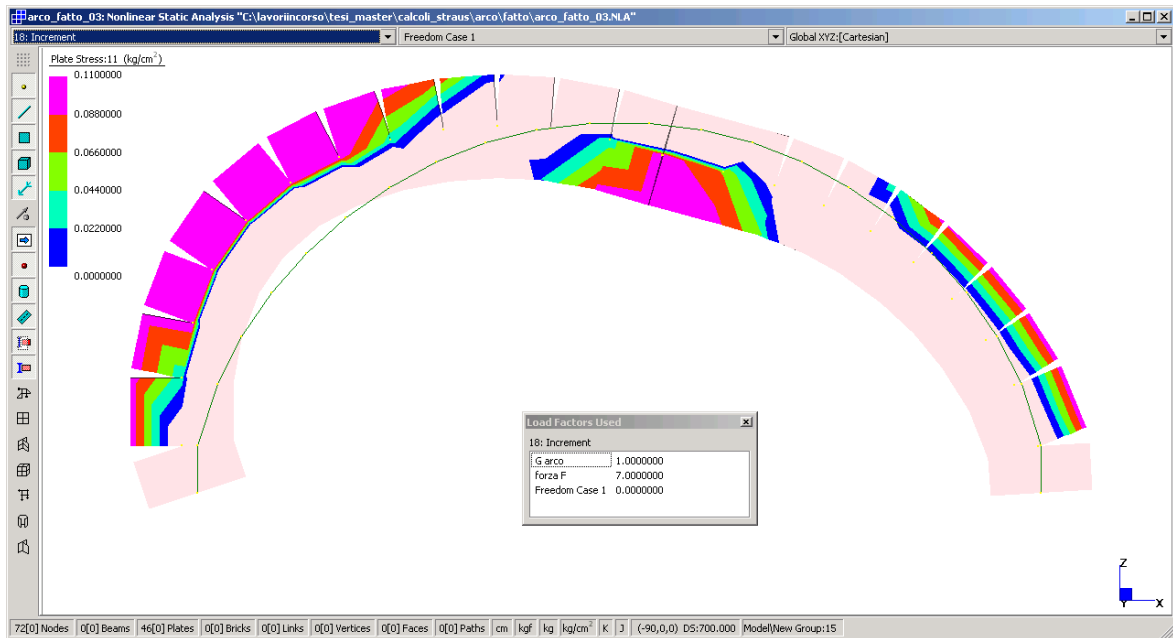 arco_fatto_03: Nonlinear Static Analysis "C:\lavoriincorso\tesi_master\calcoli_straus\arco\fatto\arco_fatto_03.NLA"
18: Increment
Freedom Case 1
Global XYZ:[Cartesian]
Plate Stress:11 (kg/cm²)
0.1100000
0.0880000
0.0660000
0.0440000
0.0220000
0.0000000
Load Factors Used
18: Increment
G arco 1.0000000
forza F 7.0000000
Freedom Case 1 0.0000000
Z
Y X
72[0] Nodes 0[0] Beams 46[0] Plates 0[0] Bricks 0[0] Links 0[0] Vertices 0[0] Faces 0[0] Paths cm kgf kg kg/cm² K J (-90,0,0) DS:700.000 Model\New Group:15